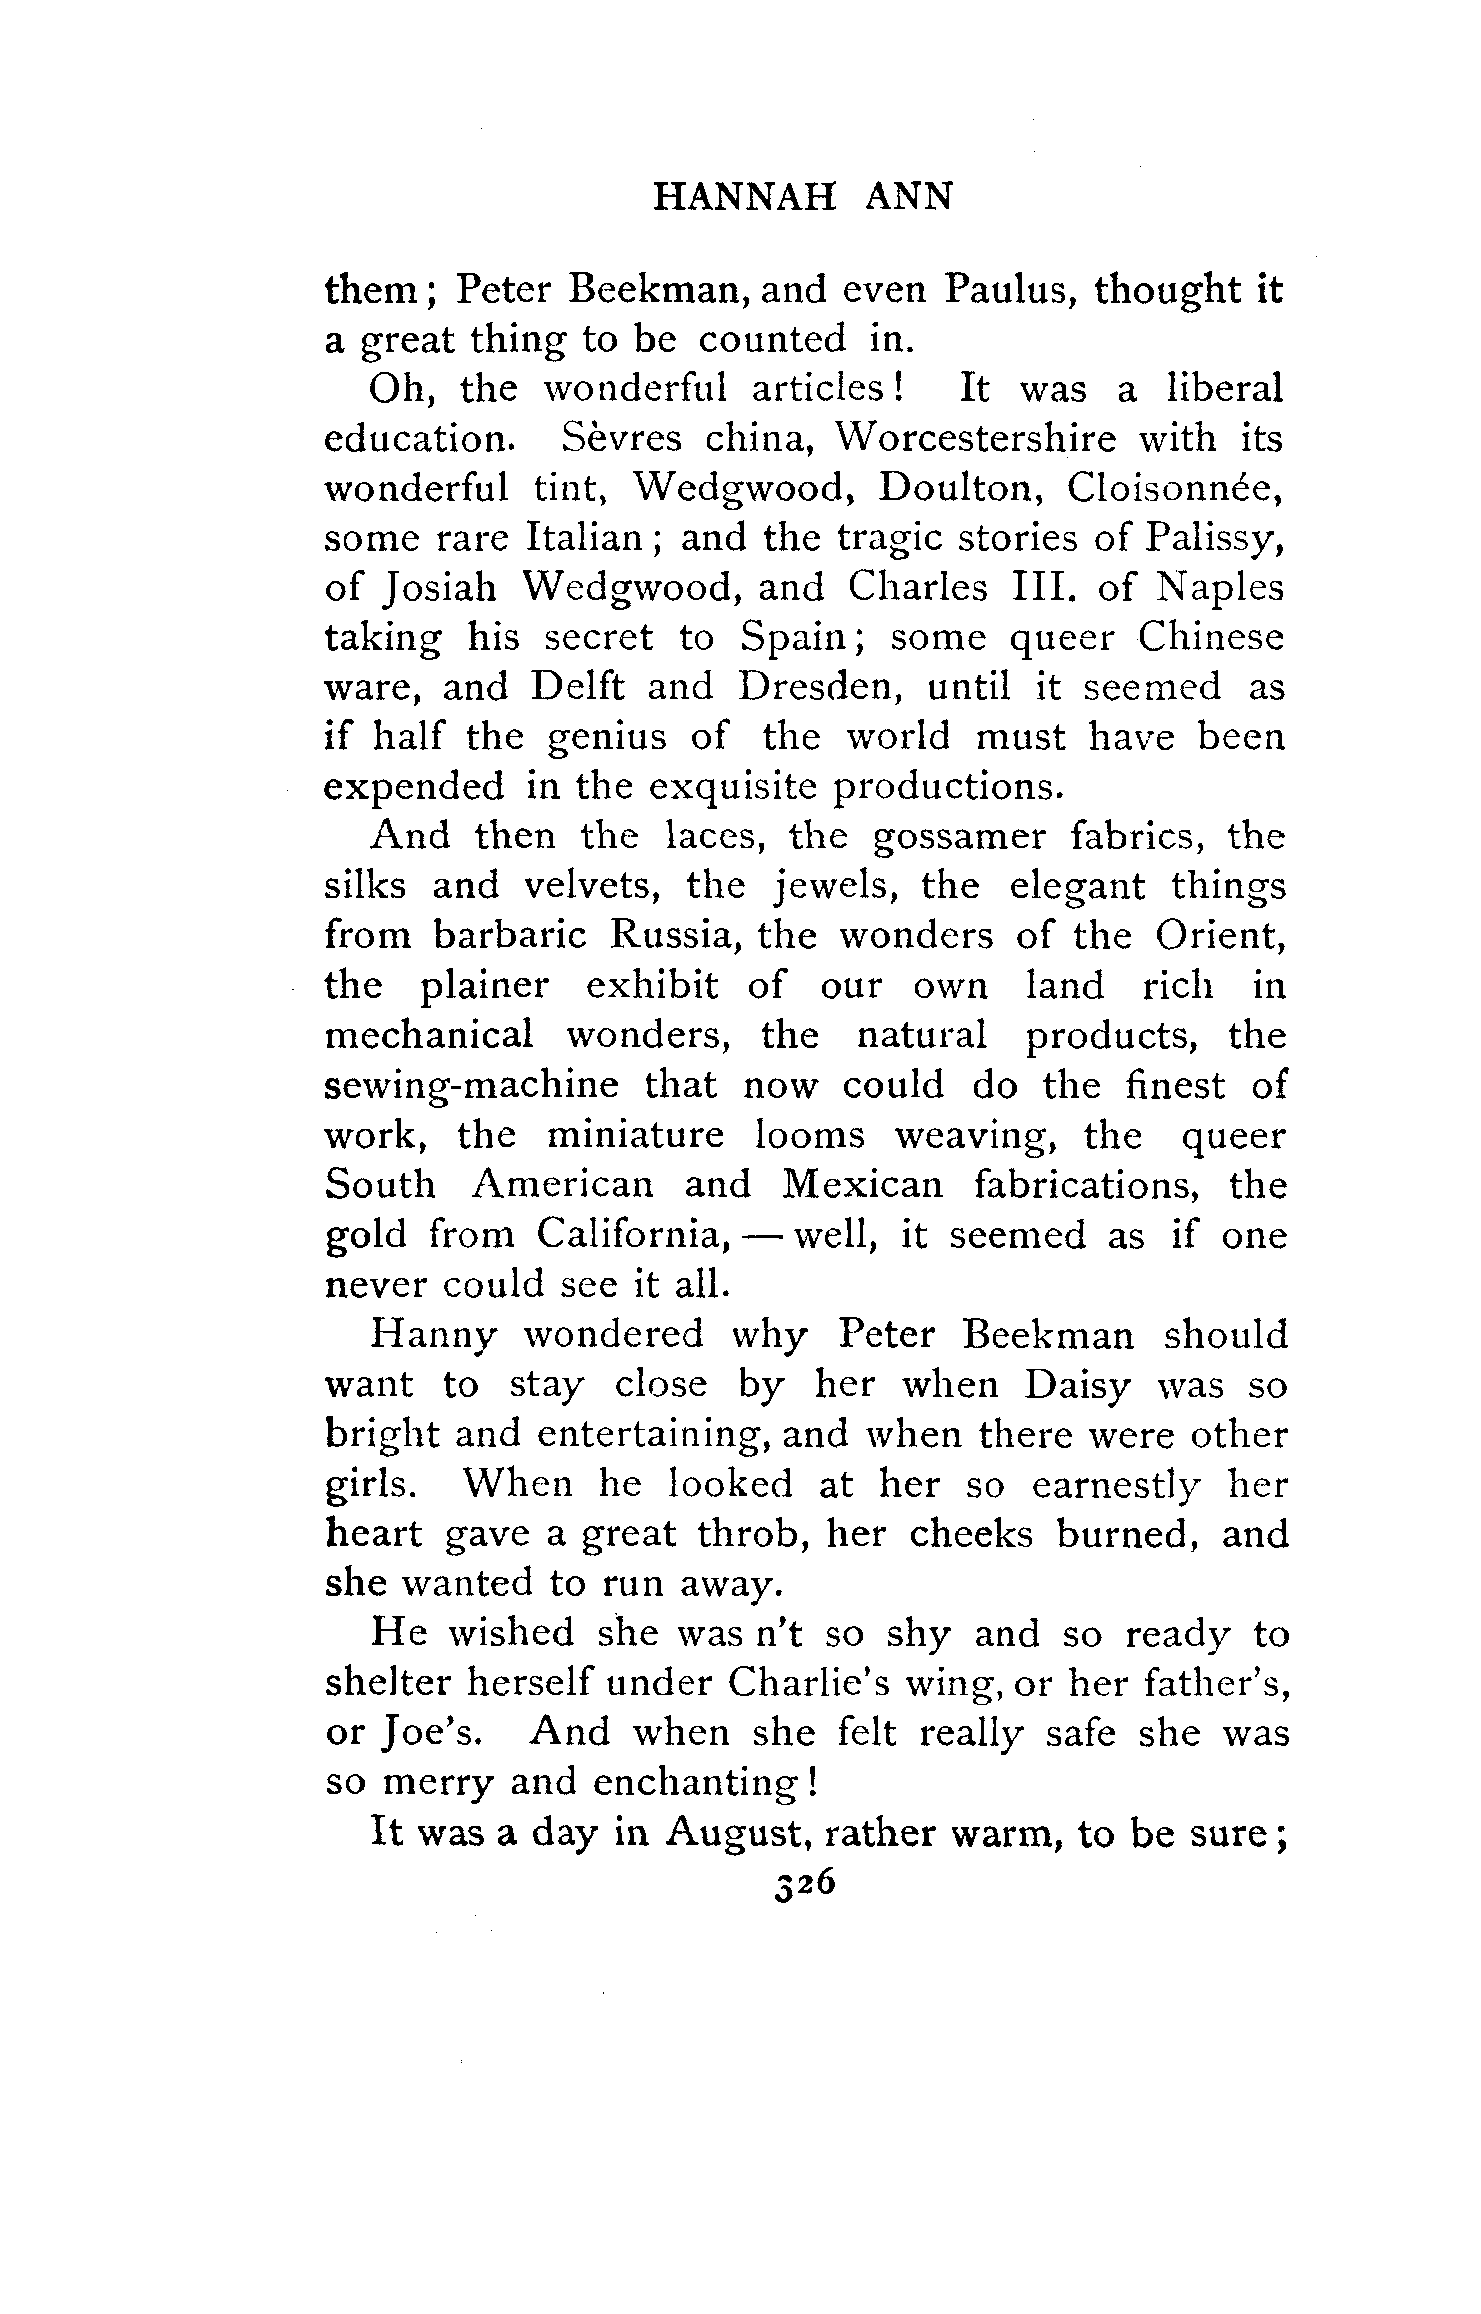 HANNAH ANN
them; Peter Beekman, and even Paulus, thought it
a great thing to be counted in.
Oh, the wonderful articles! It was a liberal
education. Sèvres china, Worcestershire with its
wonderful tint, Wedgwood, Doulton, Cloisonnée,
some rare Italian; and the tragic stories of Palissy,
of Josiah Wedgwood, and Charles III. of Naples
taking his secret to Spain; some queer Chinese
ware, and Delft and Dresden, until it seemed as
if half the genius of the world must have been
expended in the exquisite productions.
And then the laces, the gossamer fabrics, the
silks and velvets, the jewels, the elegant things
from barbaric Russia, the wonders of the Orient,
the plainer exhibit of our own land rich in
mechanical wonders, the natural products, the
sewing-machine that now could do the finest of
work, the miniature looms weaving, the queer
South American and Mexican fabrications, the
gold from California, — well, it seemed as if one
never could see it all.
Hanny wondered why Peter Beekman should
want to stay close by her when Daisy was so
bright and entertaining, and when there were other
girls. When he looked at her so earnestly her
heart gave a great throb, her cheeks burned, and
she wanted to run away.
He wished she was n't so shy and so ready to
shelter herself under Charlie's wing, or her father's,
or Joe's. And when she felt really safe she was
so merry and enchanting!
It was a day in August, rather warm, to be sure;
326